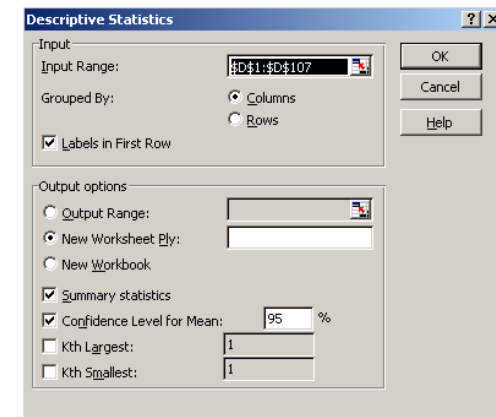 Descriptive Statistics
Input
Input Range: $D$1:$D$107
Grouped By: Columns
Rows
Labels in First Row
OK
Cancel
Help
Output options
Output Range:
New Worksheet Ply:
New Workbook
Summary statistics
Confidence Level for Mean: 95 %
Kth Largest: 1
Kth Smallest: 1